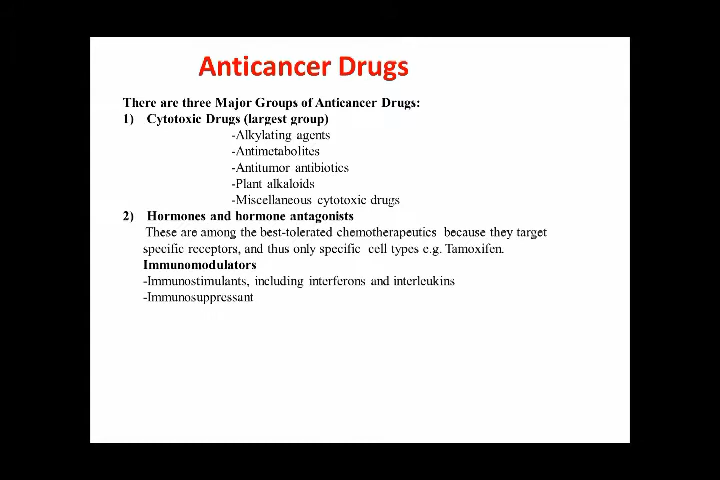 Anticancer Drugs
There are three Major Groups of Anticancer Drugs:
1) Cytotoxic Drugs (largest group)
-Alkylating agents
-Antimetabolites
-Antitumor antibiotics
-Plant alkaloids
-Miscellaneous cytotoxic drugs
2) Hormones and hormone antagonists
These are among the best-tolerated chemotherapeutics because they target
specific receptors, and thus only specific cell types e.g. Tamoxifen.
Immunomodulators
-Immunostimulants, including interferons and interleukins
-Immunosuppressant